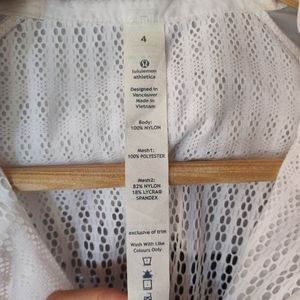 4
lululemon
athletica
Designed in
Vancouver
Made in
Vietnam
Body:
100% NYLON
Mesh1:
100% POLYESTER
Mesh2:
82% NYLON
18% LYCRA®
SPANDEX
exclusive of trim
Wash With Like
Colours Only